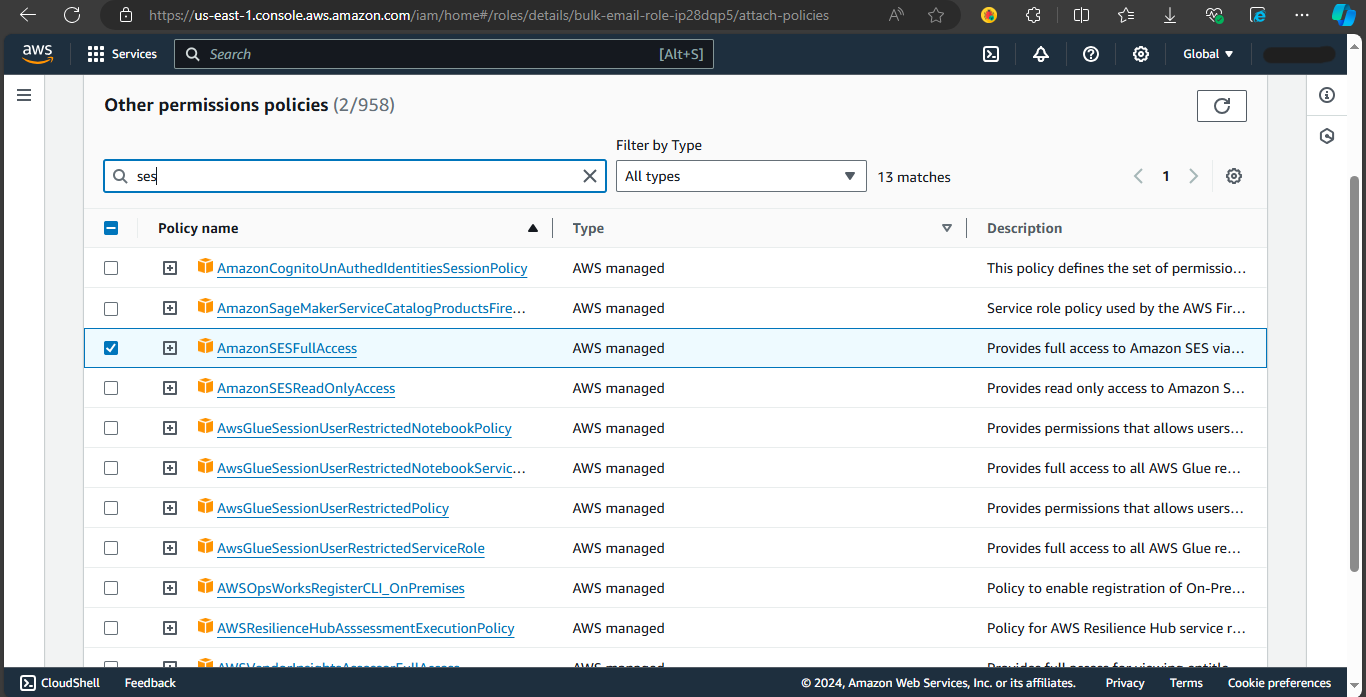 https://us-east-1.console.aws.amazon.com/iam/home#/roles/details/bulk-email-role-ip28dqp5/attach-policies
aws Services Search [Alt+S] Global
Other permissions policies (2/958)
Filter by Type
ses All types 13 matches 1
Policy name Type Description
AmazonCognitoUnAuthedIdentitiesSessionPolicy AWS managed This policy defines the set of permissio...
AmazonSageMakerServiceCatalogProductsFire... AWS managed Service role policy used by the AWS Fir...
AmazonSESFullAccess AWS managed Provides full access to Amazon SES via...
AmazonSESReadOnlyAccess AWS managed Provides read only access to Amazon S...
AwsGlueSessionUserRestrictedNotebookPolicy AWS managed Provides permissions that allows users...
AwsGlueSessionUserRestrictedNotebookServic... AWS managed Provides full access to all AWS Glue re...
AwsGlueSessionUserRestrictedPolicy AWS managed Provides permissions that allows users...
AwsGlueSessionUserRestrictedServiceRole AWS managed Provides full access to all AWS Glue re...
AWSOpsWorksRegisterCLI_OnPremises AWS managed Policy to enable registration of On-Pre...
AWSResilienceHubAsssessmentExecutionPolicy AWS managed Policy for AWS Resilience Hub service r...
AWSVendorInsightsAssessorFullAccess AWS managed Provides full access for viewing entitle...
CloudShell Feedback © 2024, Amazon Web Services, Inc. or its affiliates. Privacy Terms Cookie preferences